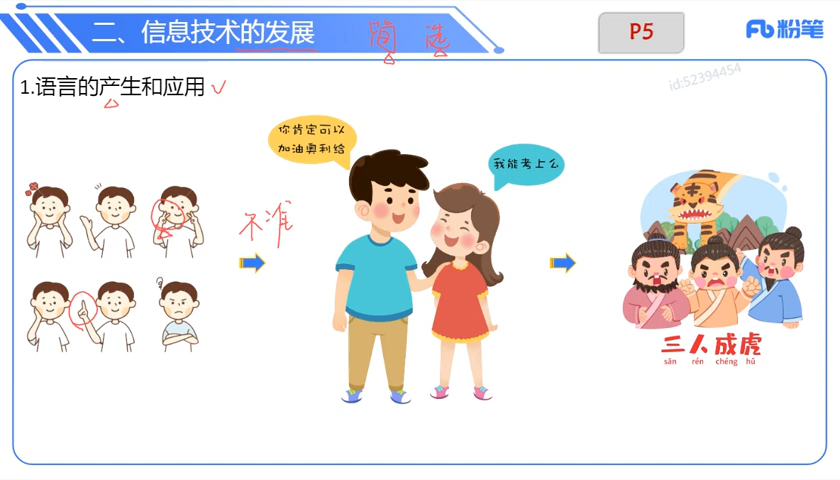 二、信息技术的发展
简 选
P5
粉笔
id:52394454
1.语言的产生和应用
你肯定可以
加油奥利给
我能考上么
不准
三人成虎
sān rén chéng hǔ